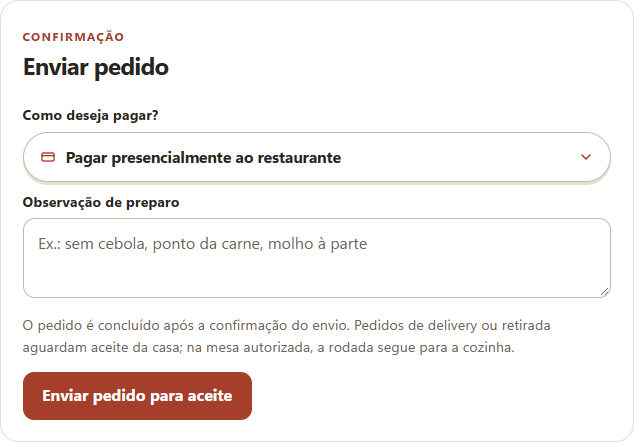 CONFIRMAÇÃO
Enviar pedido
Como deseja pagar?
Pagar presencialmente ao restaurante
Observação de preparo
Ex.: sem cebola, ponto da carne, molho à parte
O pedido é concluído após a confirmação do envio. Pedidos de delivery ou retirada
aguardam aceite da casa; na mesa autorizada, a rodada segue para a cozinha.
Enviar pedido para aceite